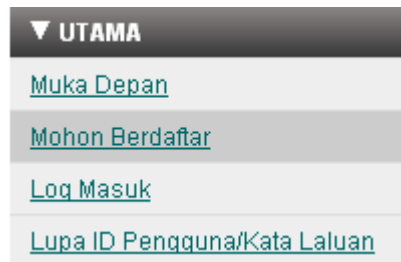 ▼ UTAMA
Muka Depan
Mohon Berdaftar
Log Masuk
Lupa ID Pengguna/Kata Laluan